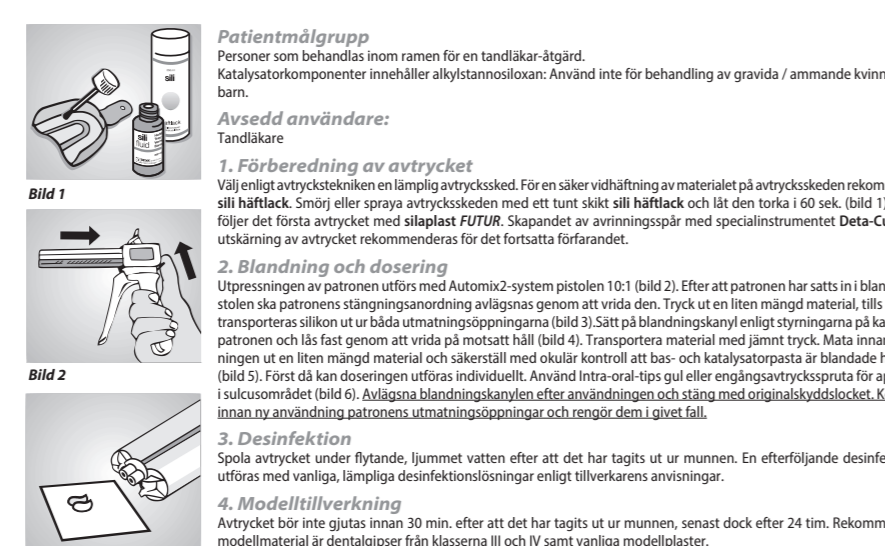 Patientmålgrupp
Personer som behandlas inom ramen för en tandläkar-åtgärd.
Katalysatorkomponenter innehåller alkylstannosiloxan: Använd inte för behandling av gravida / ammande kvinn
barn.
Avsedd användare:
Tandläkare
1. Förberedning av avtrycket
Välj enligt avtryckstekniken en lämplig avtryckssked. För en säker vidhäftning av materialet på avtryckskeden rekom
sili häftlack. Smörj eller spraya avtryckskeden med ett tunt skikt sili häftlack och låt den torka i 60 sek. (bild 1)
följer det första avtrycket med silaplast FUTUR. Skapandet av avrinningsspår med specialinstrumentet Deta-Cu
utskärning av avtrycket rekommenderas för det fortsatta förfarandet.
2. Blandning och dosering
Utpressningen av patronen utförs med Automix2-system pistolen 10:1 (bild 2). Efter att patronen har satts in i blan
stolen ska patronens stängningsanordning avlägsnas genom att vrida den. Tryck ut en liten mängd material, tills
transporteras silikon ut ur båda utmatningsöppningarna (bild 3).Sätt på blandningskanyl enligt styrningarna på ka
patronen och lås fast genom att vrida på motsatt håll (bild 4). Transportera material med jämnt tryck. Mata innan
ningen ut en liten mängd material och säkerställ med okulär kontroll att bas- och katalysatorpasta är blandade h
(bild 5). Först då kan doseringen utföras individuellt. Använd Intra-oral-tips gul eller engångsavtrycksspruta för ap
i sulcusområdet (bild 6). Avlägsna blandningskanylen efter användningen och stäng med originalskyddslocket. K
innan ny användning patronens utmatningsöppningar och rengör dem i givet fall.
3. Desinfektion
Spola avtrycket under flytande, ljummet vatten efter att det har tagits ut ur munnen. En efterföljande desinfe
utföras med vanliga, lämpliga desinfektionslösningar enligt tillverkarens anvisningar.
4. Modelltillverkning
Avtrycket bör inte gjutas innan 30 min. efter att det har tagits ut ur munnen, senast dock efter 24 tim. Rekomm
modellmaterial är dentalgipser från klasserna III och IV samt vanliga modellplaster.
sili
häftlack
sili
fluid
Bild 1
Bild 2